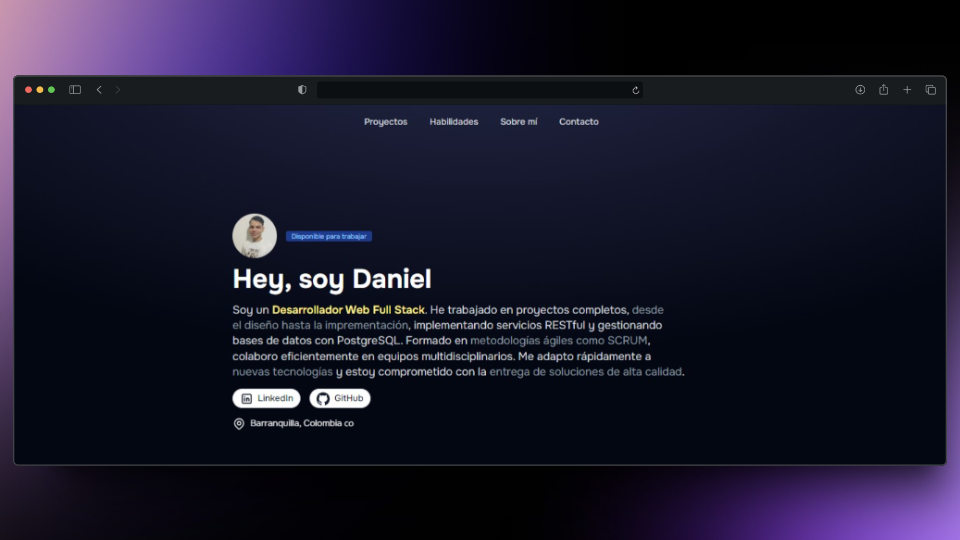 Proyectos Habilidades Sobre mí Contacto
Disponible para trabajar
Hey, soy Daniel
Soy un Desarrollador Web Full Stack. He trabajado en proyectos completos, desde
el diseño hasta la imprementación, implementando servicios RESTful y gestionando
bases de datos con PostgreSQL. Formado en metodologías ágiles como SCRUM,
colaboro eficientemente en equipos multidisciplinarios. Me adapto rápidamente a
nuevas tecnologías y estoy comprometido con la entrega de soluciones de alta calidad.
LinkedIn GitHub
Barranquilla, Colombia co